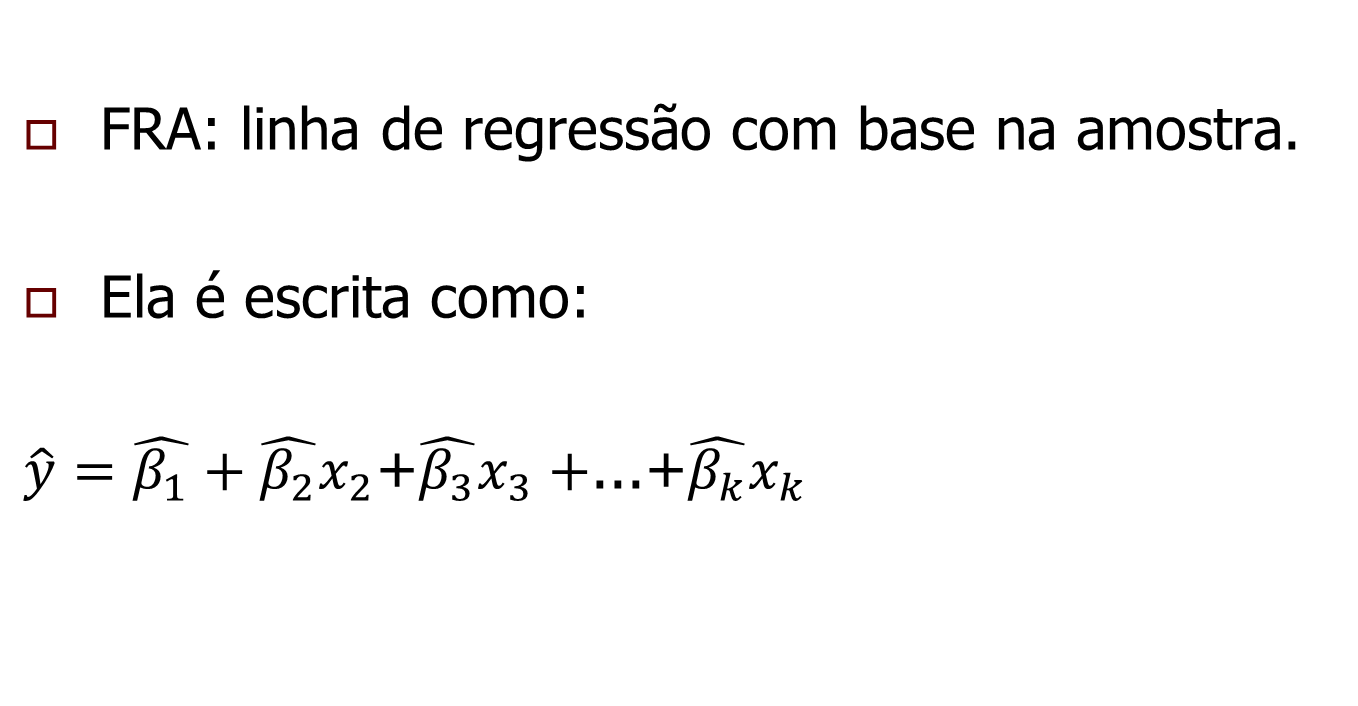 FRA: linha de regressão com base na amostra.
Ela é escrita como:
ŷ = β̂₁ + β̂₂x₂+β̂₃x₃ +...+β̂ₖxₖ